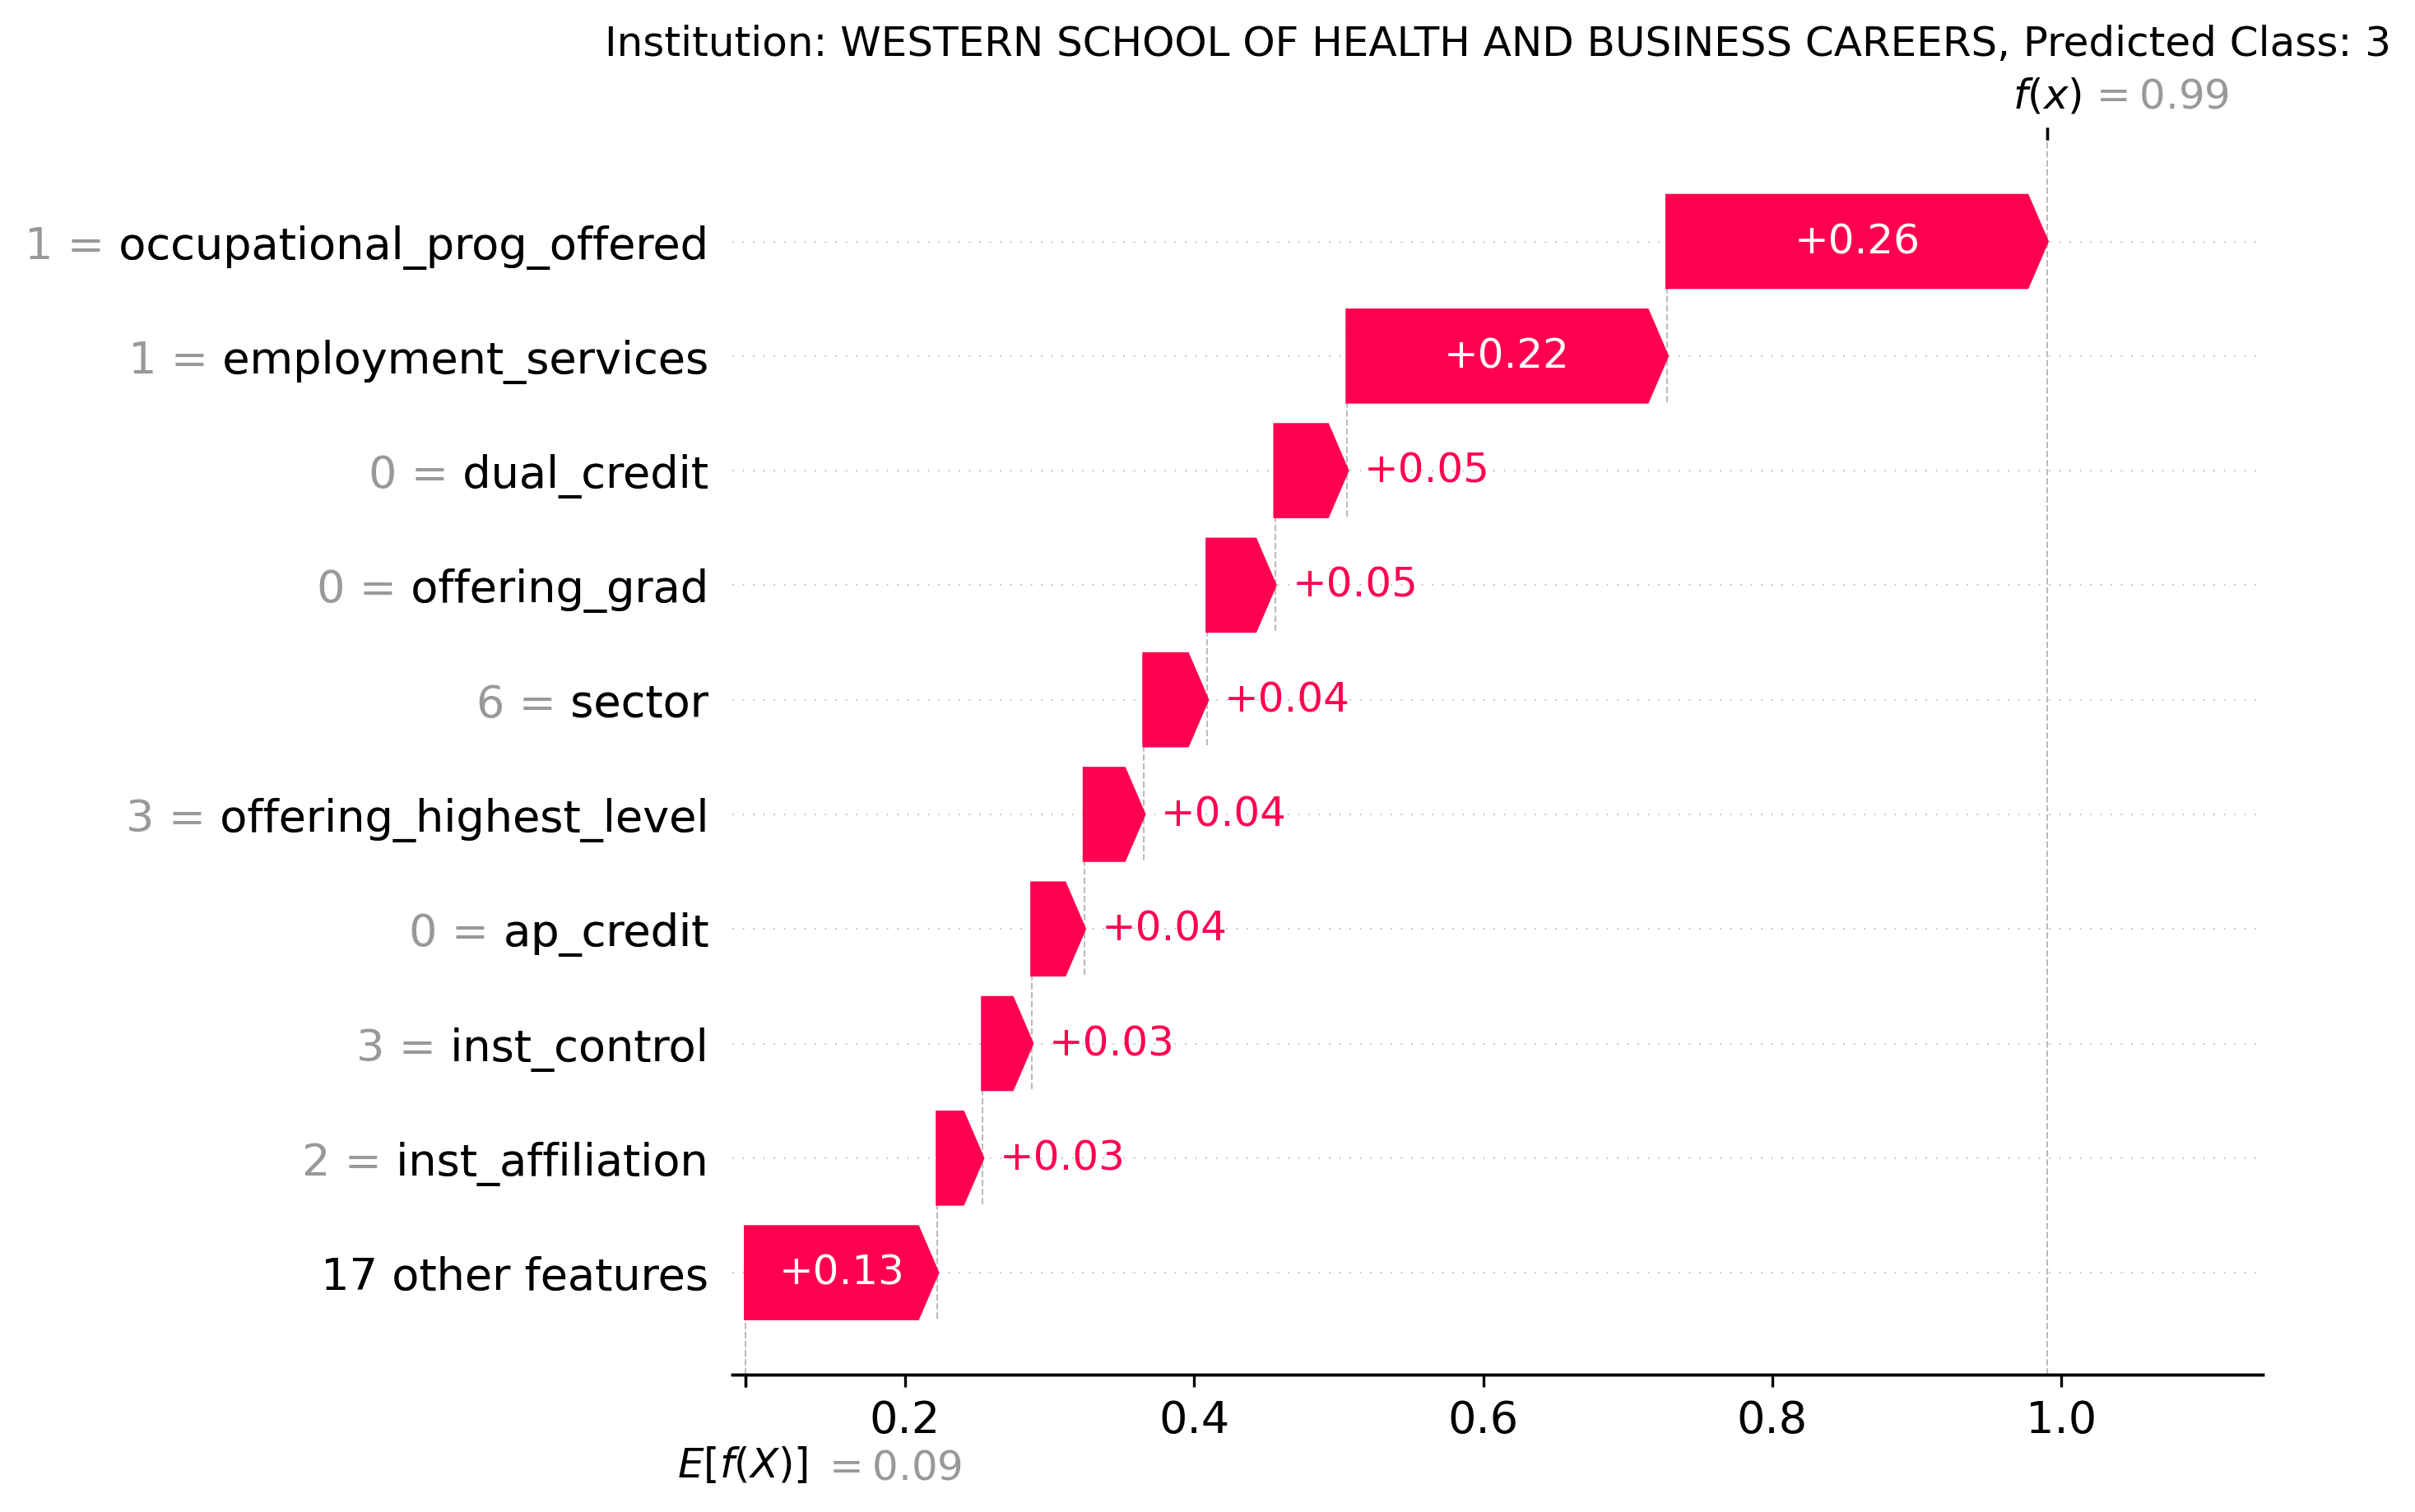 Institution: WESTERN SCHOOL OF HEALTH AND BUSINESS CAREERS, Predicted Class: 3
f(x) = 0.99
1 = occupational_prog_offered +0.26
1 = employment_services +0.22
0 = dual_credit +0.05
0 = offering_grad +0.05
6 = sector +0.04
3 = offering_highest_level +0.04
0 = ap_credit +0.04
3 = inst_control +0.03
2 = inst_affiliation +0.03
17 other features +0.13
0.2 0.4 0.6 0.8 1.0
E[f(X)] = 0.09